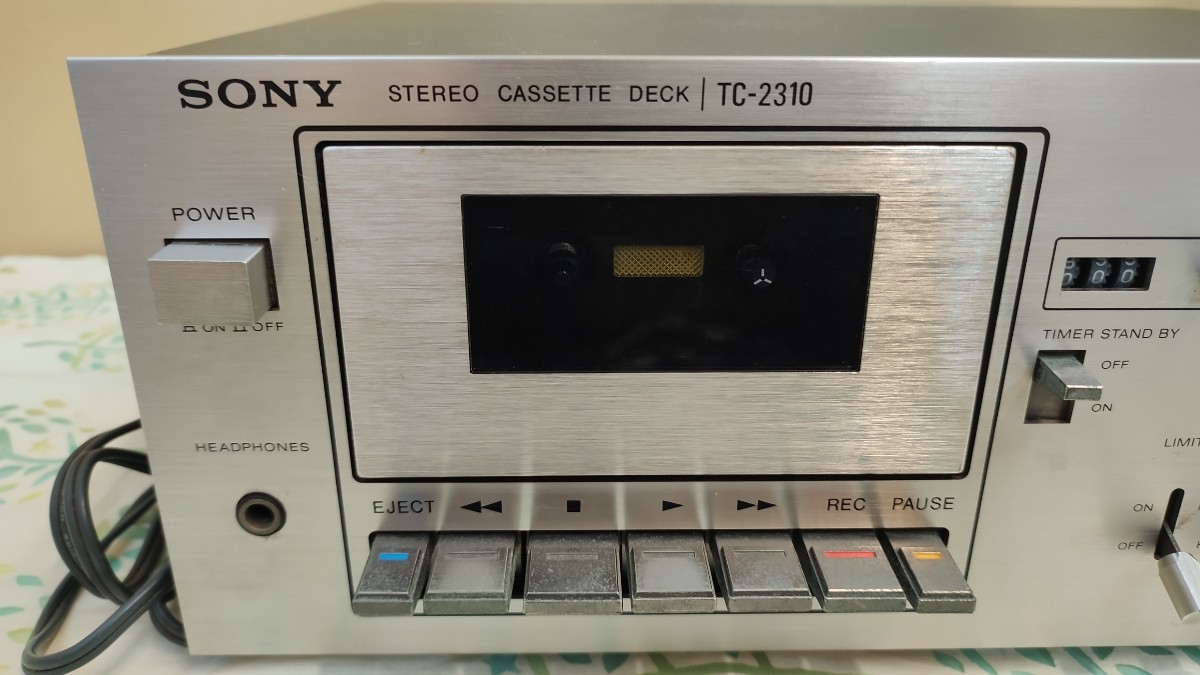 SONY STEREO CASSETTE DECK | TC-2310
POWER
ON OFF
HEADPHONES
000
TIMER STAND BY
OFF
ON
EJECT ◀◀ ■ ▶ ▶▶ REC PAUSE
ON
OFF